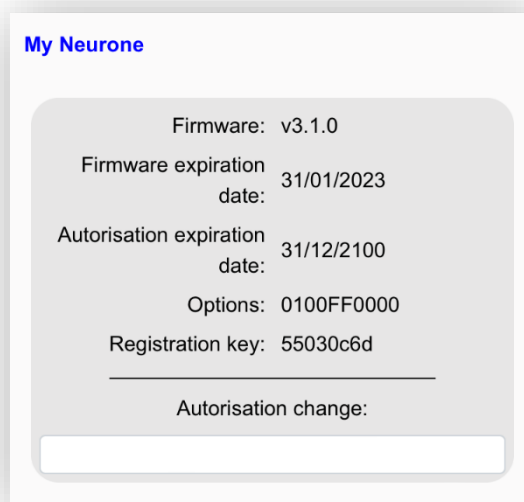 My Neurone
Firmware: v3.1.0
Firmware expiration
date: 31/01/2023
Autorisation expiration
date: 31/12/2100
Options: 0100FF0000
Registration key: 55030c6d
Autorisation change: